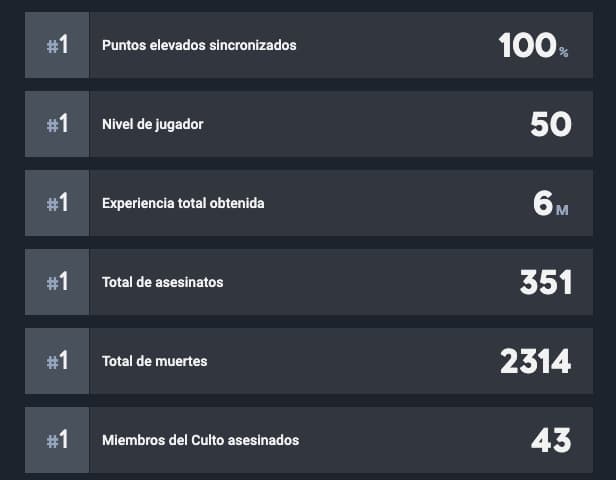 #1 Puntos elevados sincronizados 100%
#1 Nivel de jugador 50
#1 Experiencia total obtenida 6M
#1 Total de asesinatos 351
#1 Total de muertes 2314
#1 Miembros del Culto asesinados 43